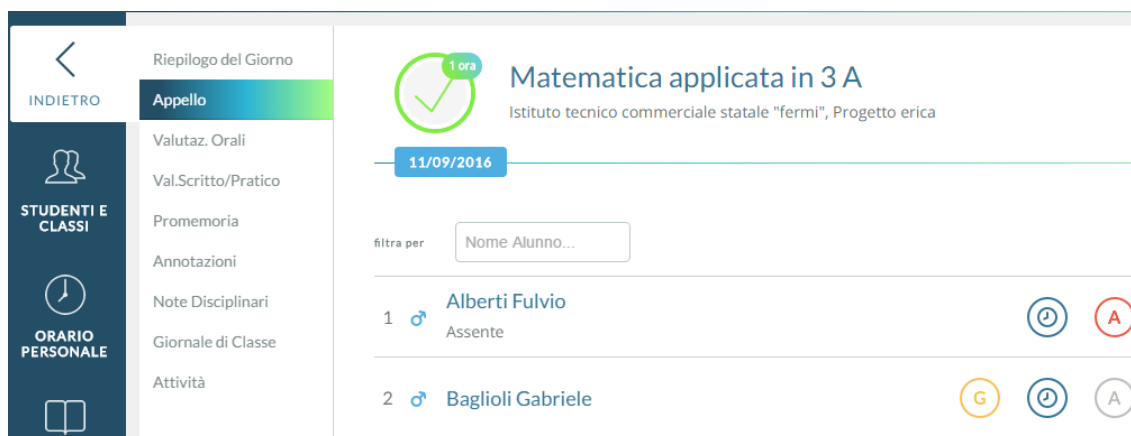 INDIETRO
STUDENTI E
CLASSI
ORARIO
PERSONALE
Riepilogo del Giorno
Appello
Valutaz. Orali
Val.Scritto/Pratico
Promemoria
Annotazioni
Note Disciplinari
Giornale di Classe
Attività
1 ora
Matematica applicata in 3 A
Istituto tecnico commerciale statale "fermi", Progetto erica
11/09/2016
filtra per Nome Alunno...
1 Alberti Fulvio A
Assente
2 Baglioli Gabriele G A